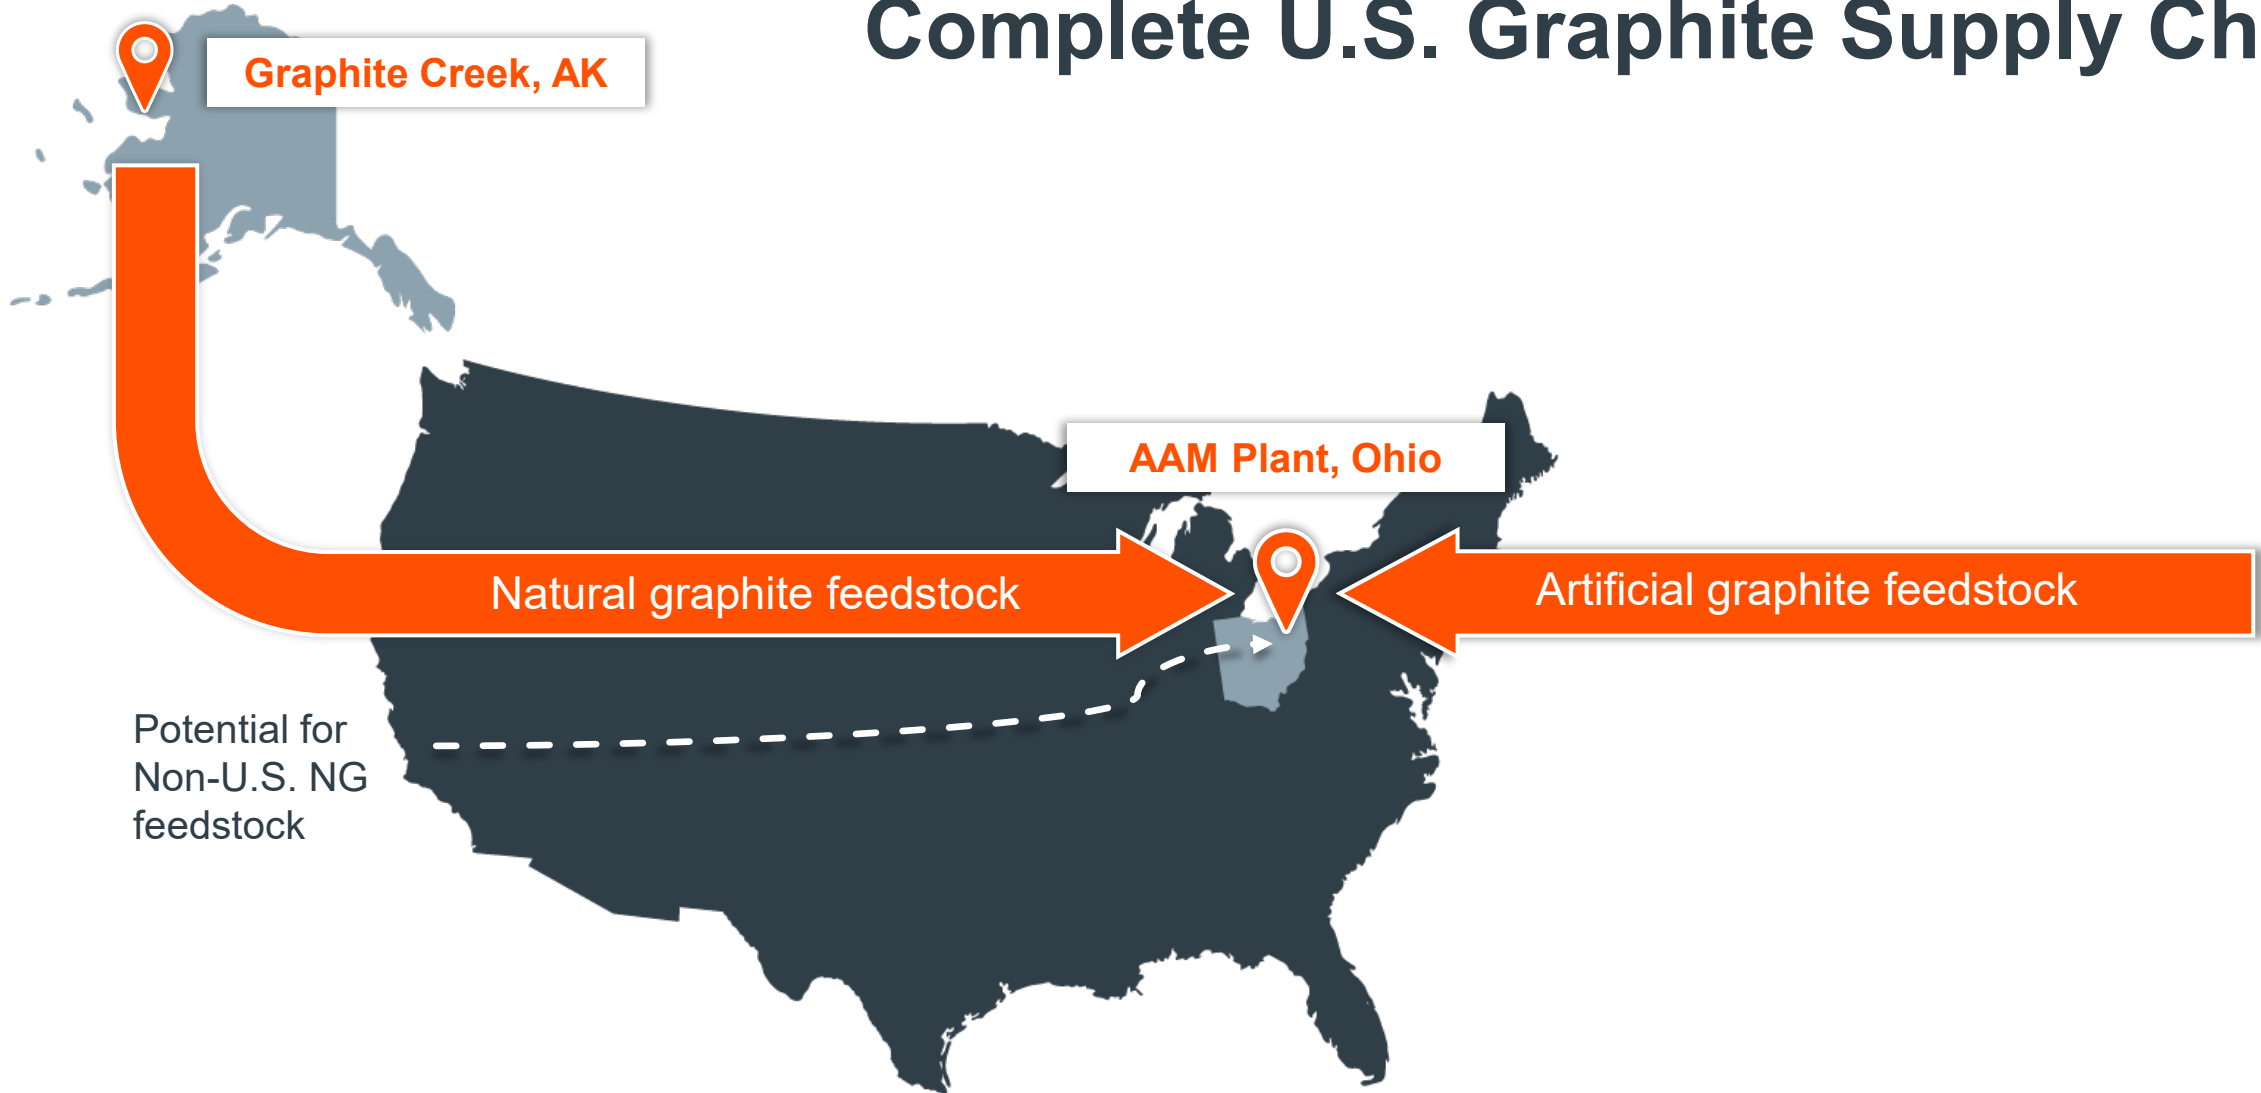 Complete U.S. Graphite Supply Ch
Graphite Creek, AK
AAM Plant, Ohio
Natural graphite feedstock
Artificial graphite feedstock
Potential for
Non-U.S. NG
feedstock